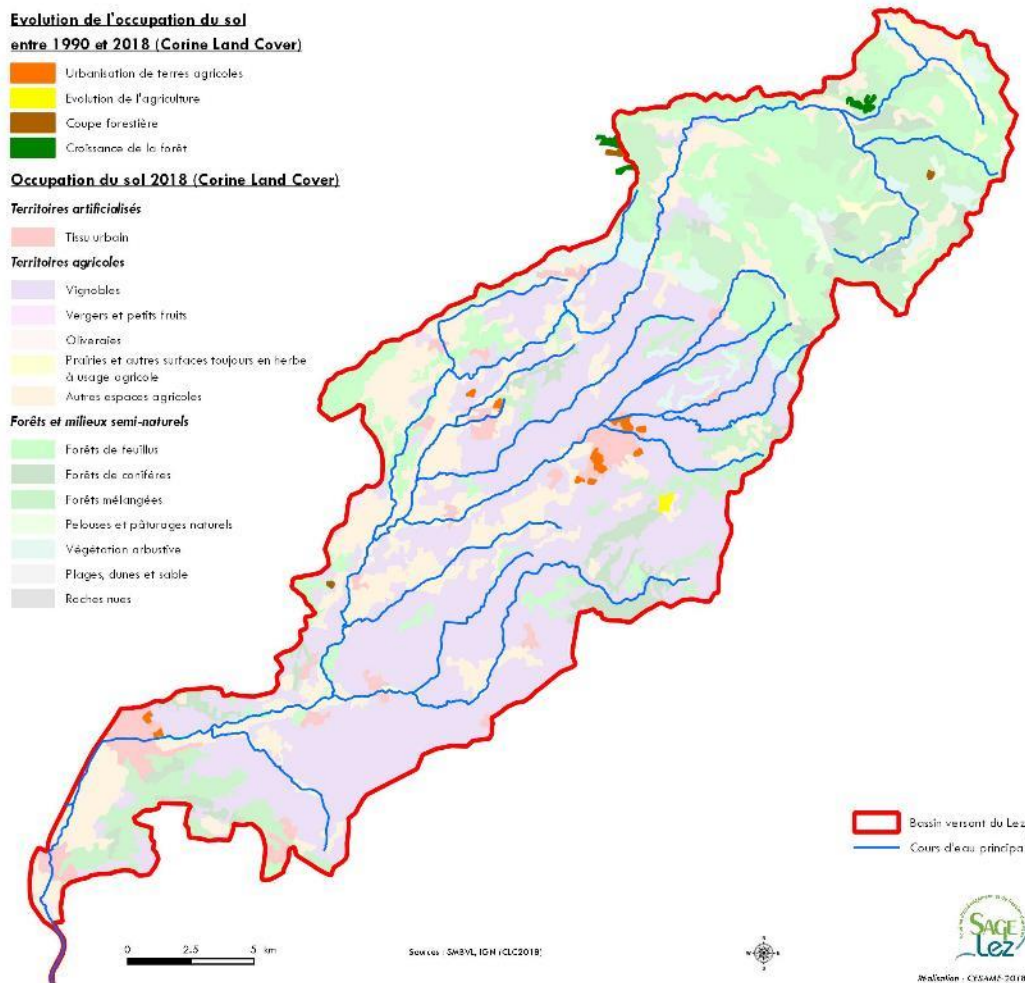 Evolution de l'occupation du sol
entre 1990 et 2018 (Corine Land Cover)
Urbanisation de terres agricoles
Evolution de l'agriculture
Coupe forestière
Croissance de la forêt
Occupation du sol 2018 (Corine Land Cover)
Territoires artificialisés
Tissu urbain
Territoires agricoles
Vignobles
Vergers et petits fruits
Oliveraies
Prairies et autres surfaces toujours en herbe
à usage agricole
Autres espaces agricoles
Forêts et milieux semi-naturels
Forêts de feuillus
Forêts de conifères
Forêts mélangées
Pelouses et pâturages naturels
Végétation arbustive
Plages, dunes et sable
Roches nues
Bassin versant du Lez
Cours d'eau principa
0 2.5 5 km
Sources : SMBVL, IGN (CLC2018)
N
S
SAGE
Lez
Réalisation - CESAME-2018